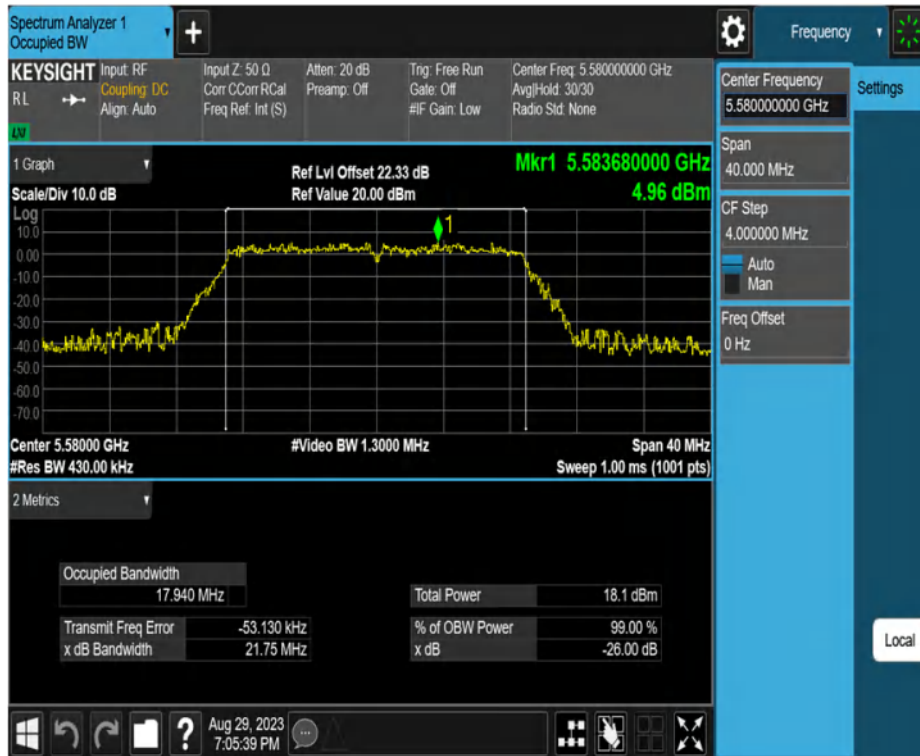 Spectrum Analyzer 1
Occupied BW
+
Frequency
KEYSIGHT
RL
LXI
Input: RF
Coupling: DC
Align: Auto
Input Z: 50 Ω
Corr CCorr RCal
Freq Ref: Int (S)
Atten: 20 dB
Preamp: Off
Trig: Free Run
Gate: Off
#IF Gain: Low
Center Freq: 5.580000000 GHz
Avg|Hold: 30/30
Radio Std: None
Center Frequency
5.580000000 GHz
Settings
Span
40.000 MHz
CF Step
4.000000 MHz
Auto
Man
Freq Offset
0 Hz
Local
1 Graph
Scale/Div 10.0 dB
Ref Lvl Offset 22.33 dB
Ref Value 20.00 dBm
Mkr1 5.583680000 GHz
4.96 dBm
Log
10.0
0.00
-10.0
-20.0
-30.0
-40.0
-50.0
-60.0
-70.0
1
Center 5.58000 GHz
#Video BW 1.3000 MHz
Span 40 MHz
#Res BW 430.00 kHz
Sweep 1.00 ms (1001 pts)
2 Metrics
Occupied Bandwidth
17.940 MHz
Total Power 18.1 dBm
Transmit Freq Error -53.130 kHz
% of OBW Power 99.00 %
x dB Bandwidth 21.75 MHz
x dB -26.00 dB
?
Aug 29, 2023
7:05:39 PM